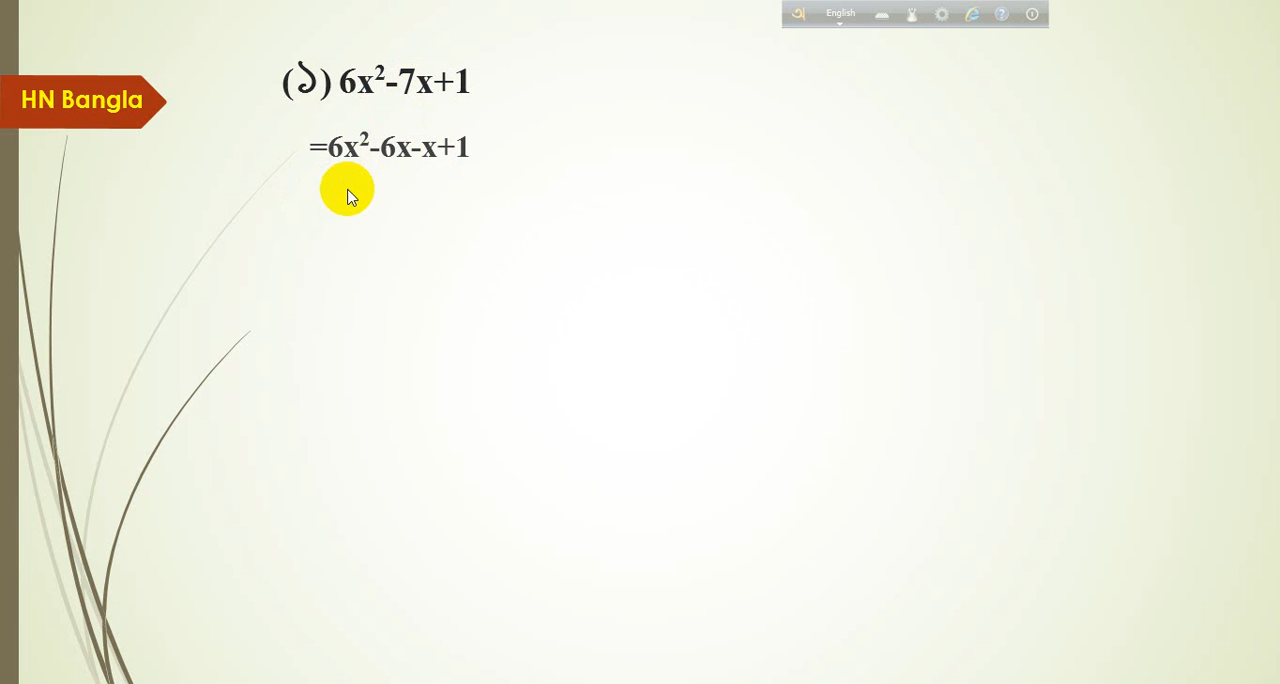 English
HN Bangla
(১) 6x²-7x+1
=6x²-6x-x+1